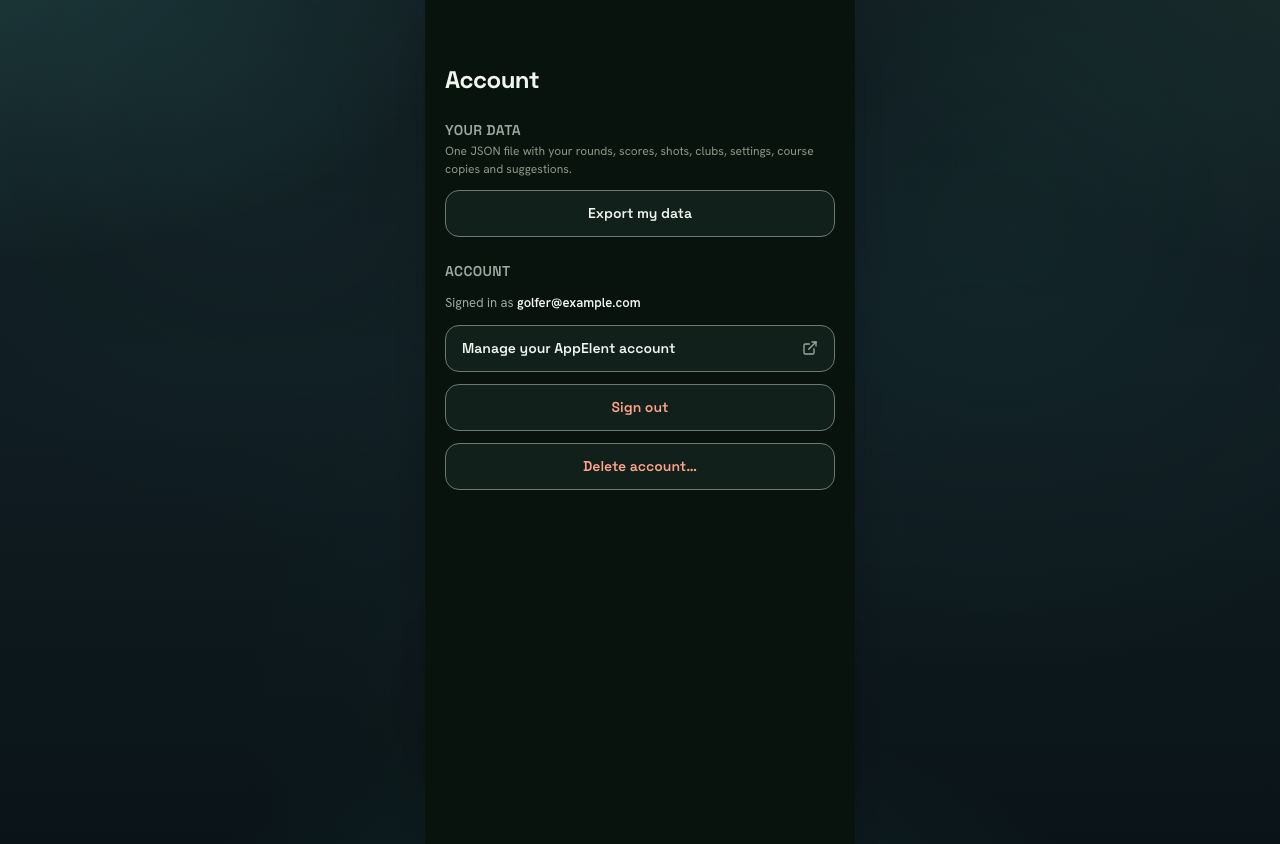 Account
YOUR DATA
One JSON file with your rounds, scores, shots, clubs, settings, course
copies and suggestions.
Export my data
ACCOUNT
Signed in as golfer@example.com
Manage your AppElent account
Sign out
Delete account...